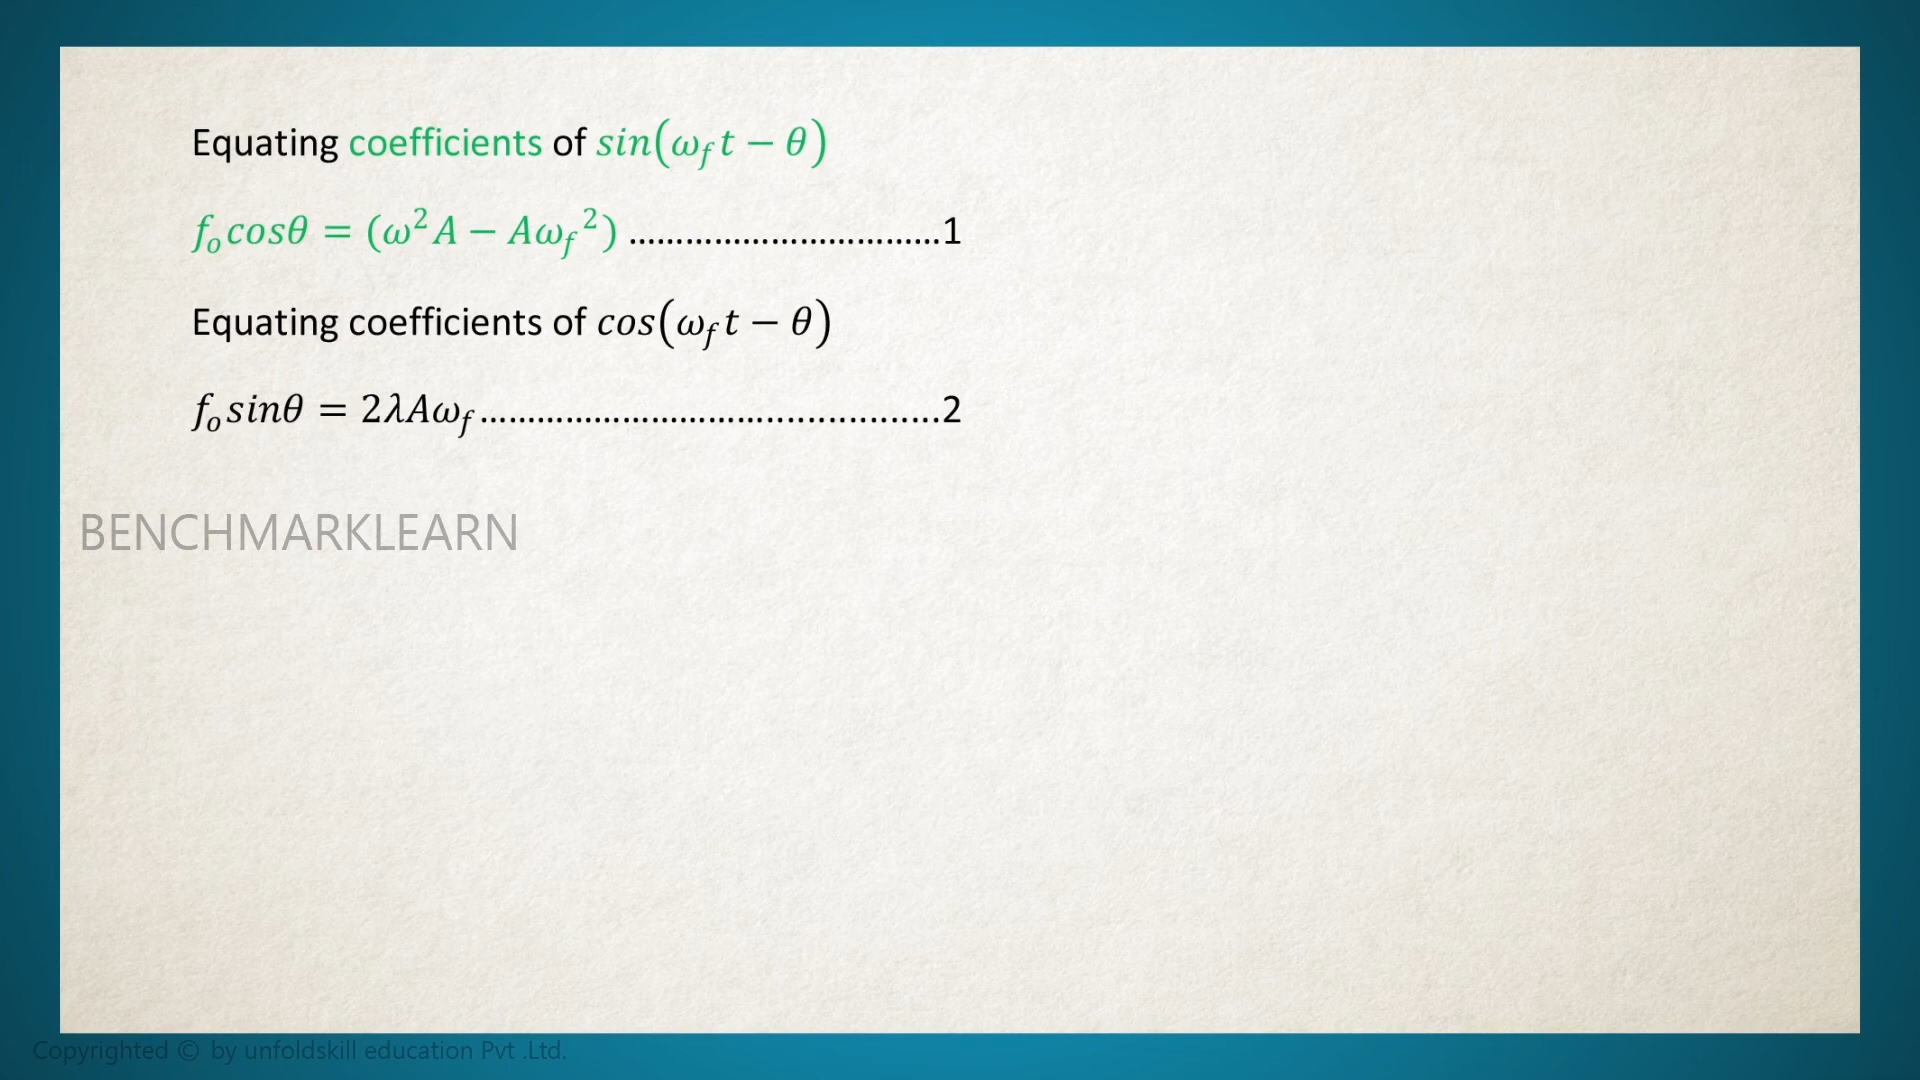 Equating coefficients of sin(ω_f t − θ)
f_o cosθ = (ω²A − Aω_f²) .................................1
Equating coefficients of cos(ω_f t − θ)
f_o sinθ = 2λAω_f ................................................2
BENCHMARKLEARN
Copyrighted © by unfoldskill education Pvt .Ltd.